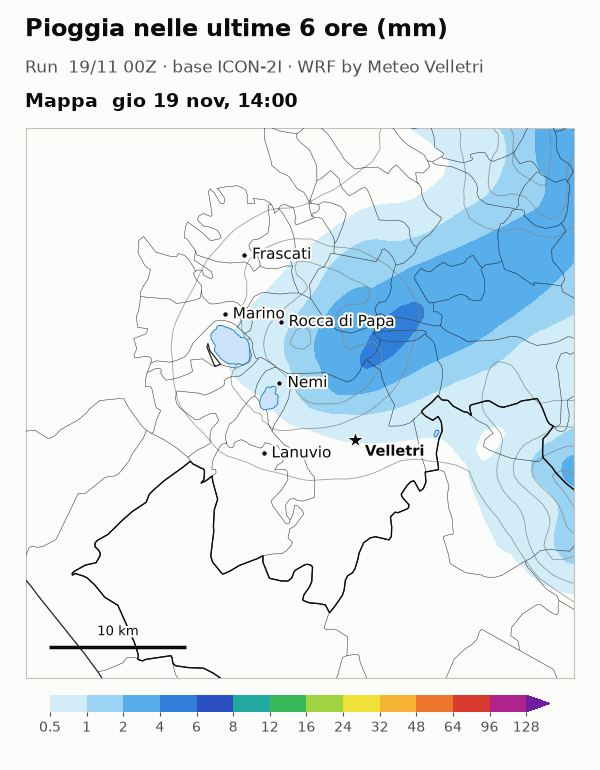 Pioggia nelle ultime 6 ore (mm)
Run 19/11 00Z · base ICON-2I · WRF by Meteo Velletri
Mappa gio 19 nov, 14:00
Frascati
Marino
Rocca di Papa
Nemi
Velletri
Lanuvio
10 km
0.5 1 2 4 6 8 12 16 24 32 48 64 96 128